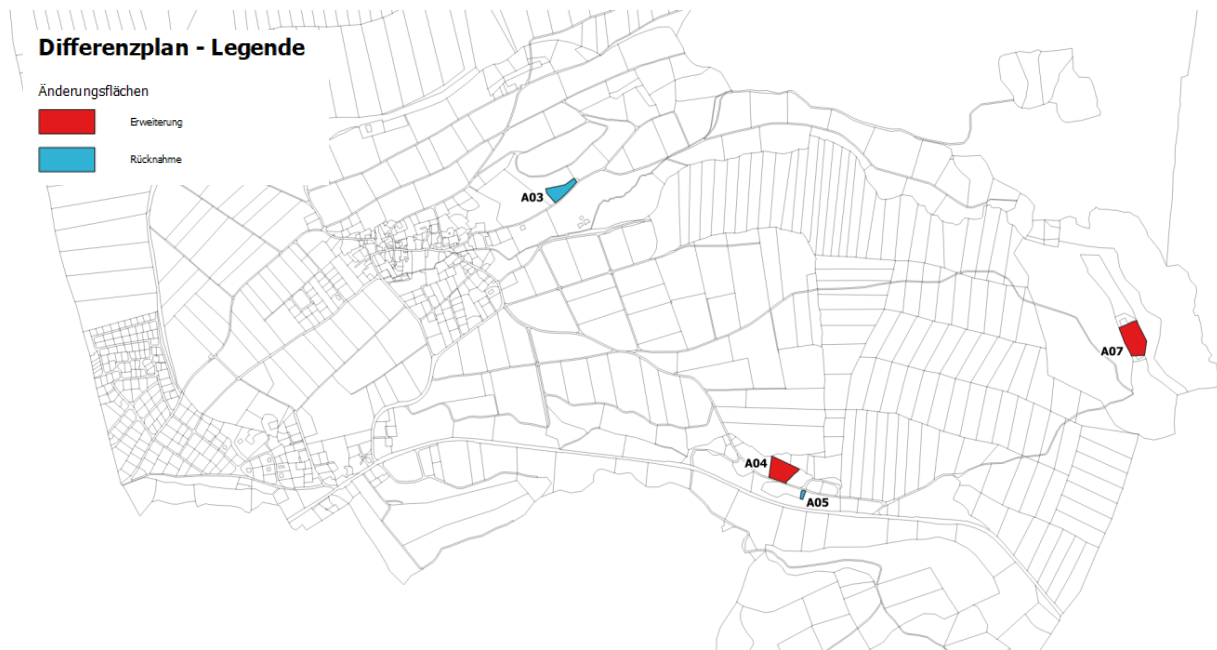 Differenzplan - Legende
Änderungsflächen
Erweiterung
Rücknahme
A03
A07
A04
A05